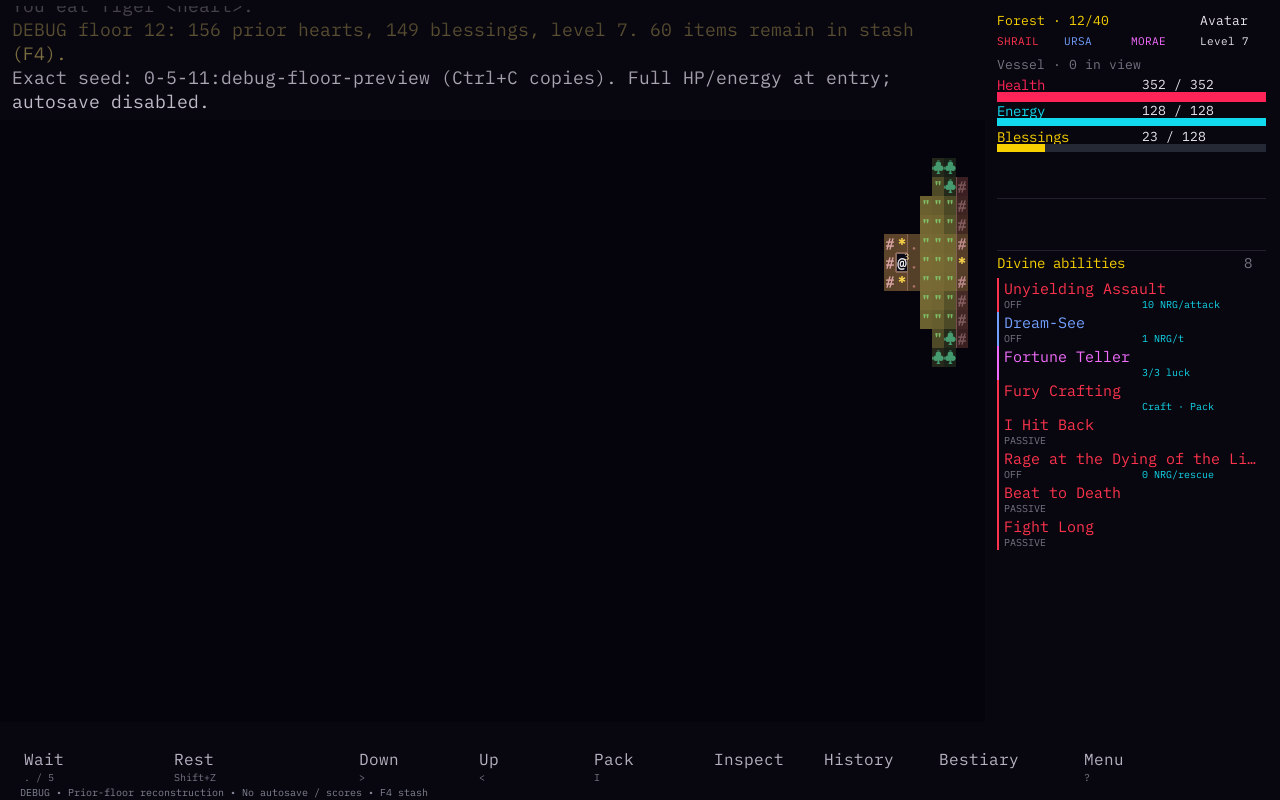 You eat Tiger <heart>.
DEBUG floor 12: 156 prior hearts, 149 blessings, level 7. 60 items remain in stash
(F4).
Exact seed: 0-5-11:debug-floor-preview (Ctrl+C copies). Full HP/energy at entry;
autosave disabled.
Forest · 12/40 Avatar
SHRAIL URSA MORAE Level 7
Vessel · 0 in view
Health 352 / 352
Energy 128 / 128
Blessings 23 / 128
Divine abilities 8
Unyielding Assault
OFF 10 NRG/attack
Dream-See
OFF 1 NRG/t
Fortune Teller
3/3 luck
Fury Crafting
Craft · Pack
I Hit Back
PASSIVE
Rage at the Dying of the Li…
OFF 0 NRG/rescue
Beat to Death
PASSIVE
Fight Long
PASSIVE
Wait Rest Down Up Pack Inspect History Bestiary Menu
. / 5 Shift+Z > < I ?
DEBUG • Prior-floor reconstruction • No autosave / scores • F4 stash